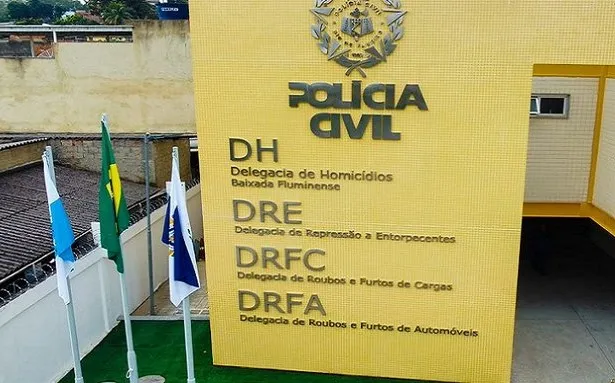 POLÍCIA
CIVIL
DH
Delegacia de Homicídios
Baixada Fluminense
DRE
Delegacia de Repressão a Entorpecentes
DRFC
Delegacia de Roubos e Furtos de Cargas
DRFA
Delegacia de Roubos e Furtos de Automóveis